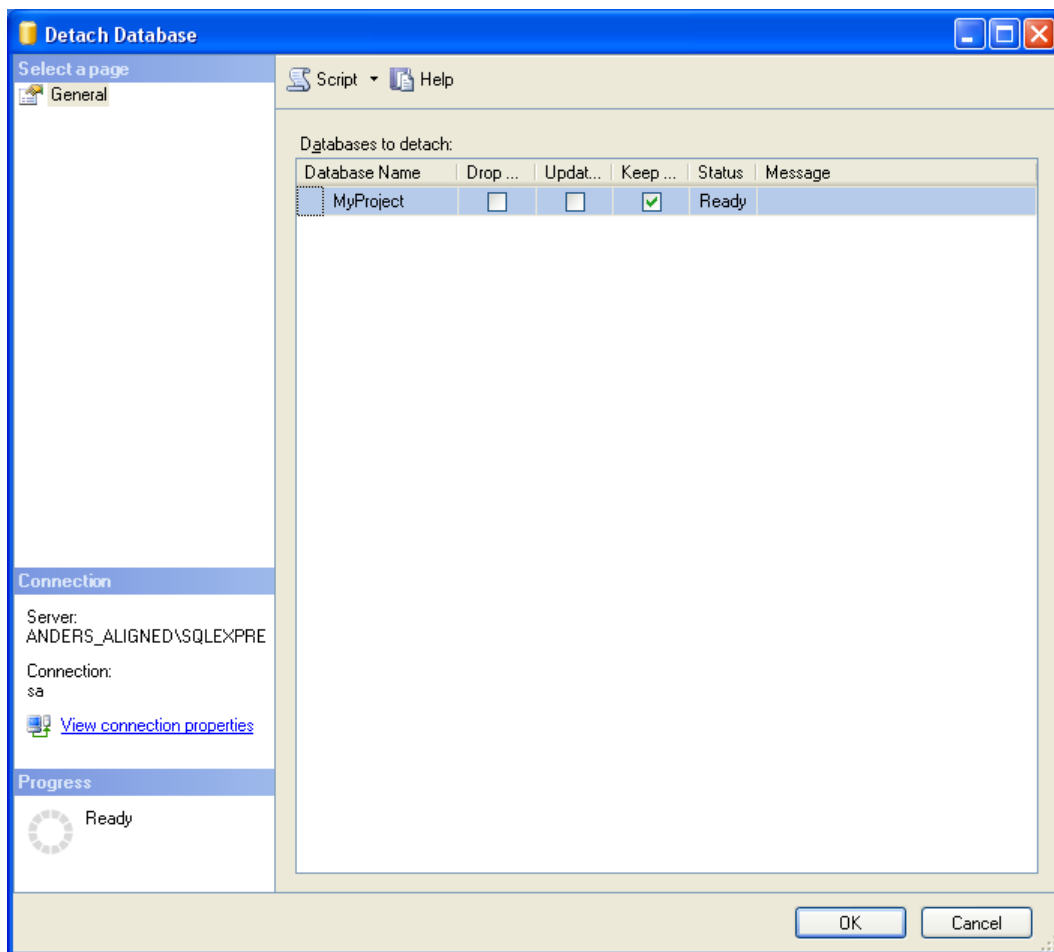 Detach Database
Select a page
General
Script
Help
Databases to detach:
Database Name Drop ... Updat... Keep ... Status Message
MyProject Ready
Connection
Server:
ANDERS_ALIGNED\SQLEXPRE
Connection:
sa
View connection properties
Progress
Ready
OK Cancel